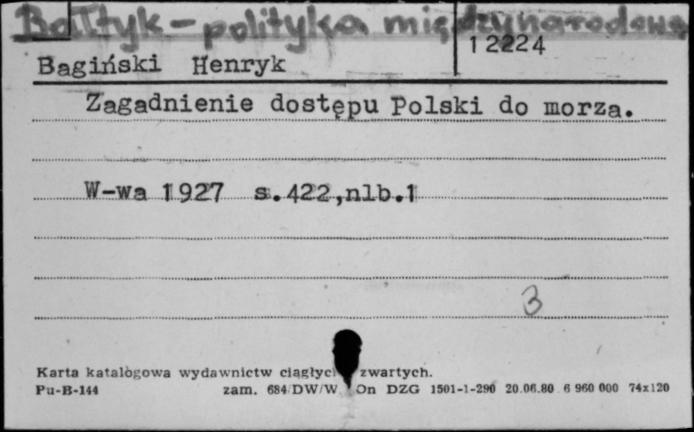 Bałtyk - polityka międzynarodowa
12224
Bagiński Henryk
Zagadnienie dostępu Polski do morza.
W-wa 1927 s.422,nlb.1
3
Karta katalogowa wydawnictw ciągłyc zwartych.
Pu-B-144 zam. 684/DW/W On DZG 1501-1-290 20.06.80 6 960 000 74x120